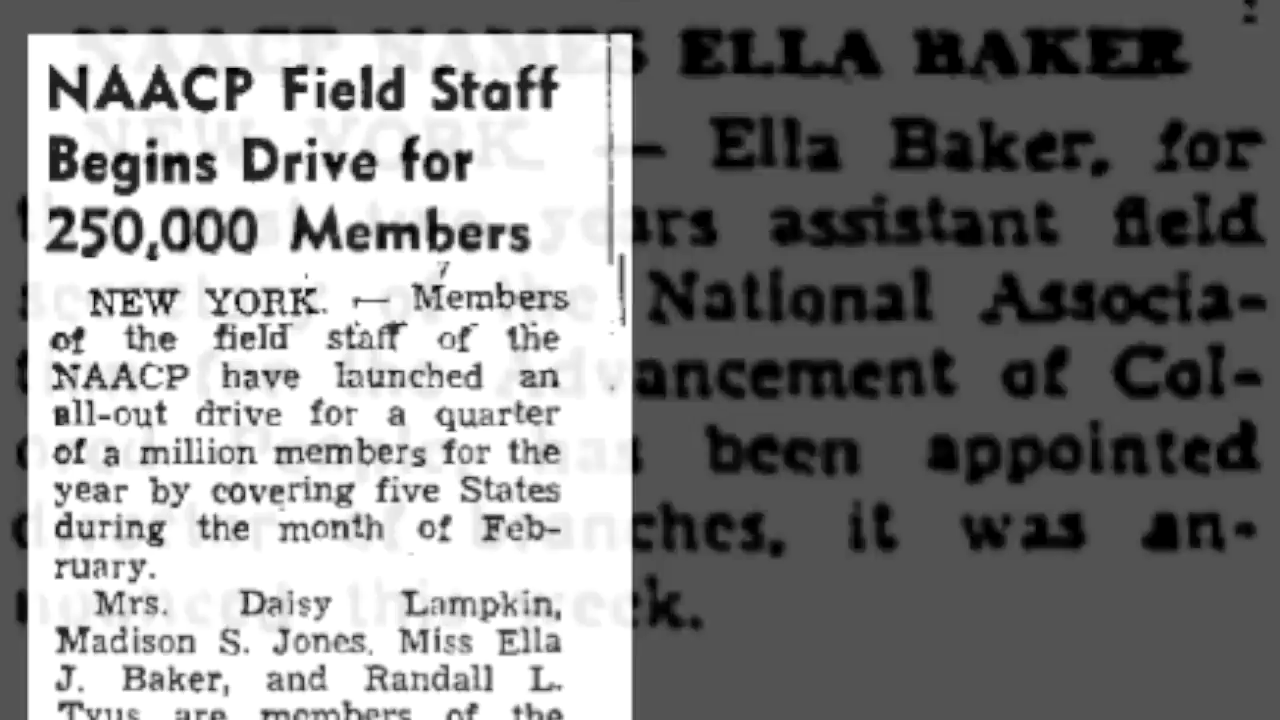 NAACP Field Staff
Begins Drive for
250,000 Members
NEW YORK. — Members
of the field staff of the
NAACP have launched an
all-out drive for a quarter
of a million members for the
year by covering five States
during the month of Feb-
ruary.
Mrs. Daisy Lampkin,
Madison S. Jones, Miss Ella
J. Baker, and Randall L.
Tyus are members of the
NAACP NAMES ELLA BAKER
NEW YORK — Ella Baker, for
years assistant field
National Associa-
Advancement of Col-
has been appointed
branches, it was an-
nounced this week.